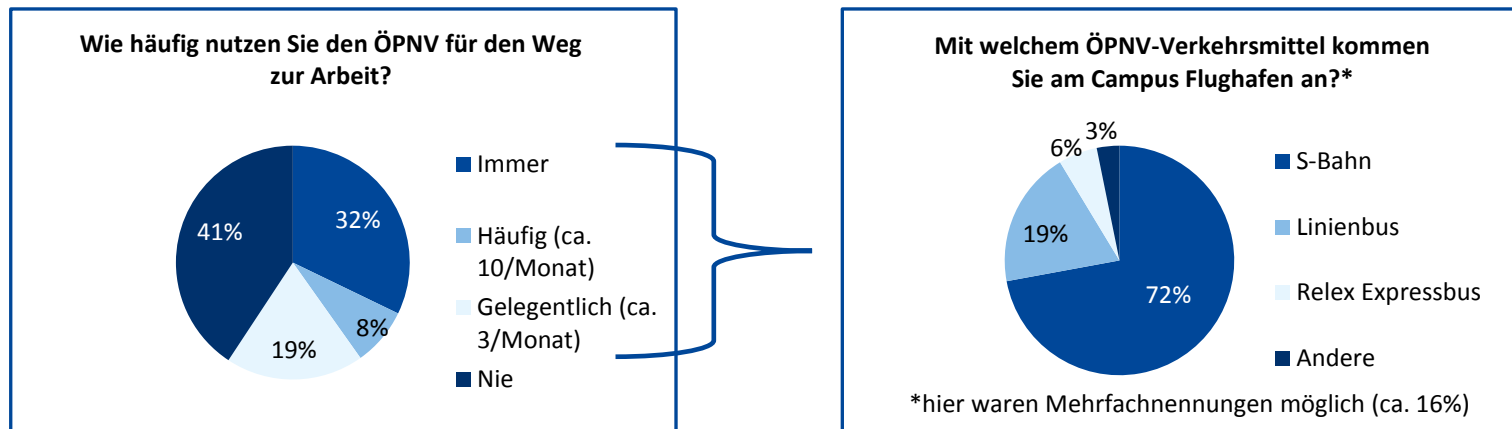 Wie häufig nutzen Sie den ÖPNV für den Weg
zur Arbeit?
41%
32%
8%
19%
Immer
Häufig (ca.
10/Monat)
Gelegentlich (ca.
3/Monat)
Nie
Mit welchem ÖPNV-Verkehrsmittel kommen
Sie am Campus Flughafen an?*
3%
6%
19%
72%
S-Bahn
Linienbus
Relex Expressbus
Andere
*hier waren Mehrfachnennungen möglich (ca. 16%)